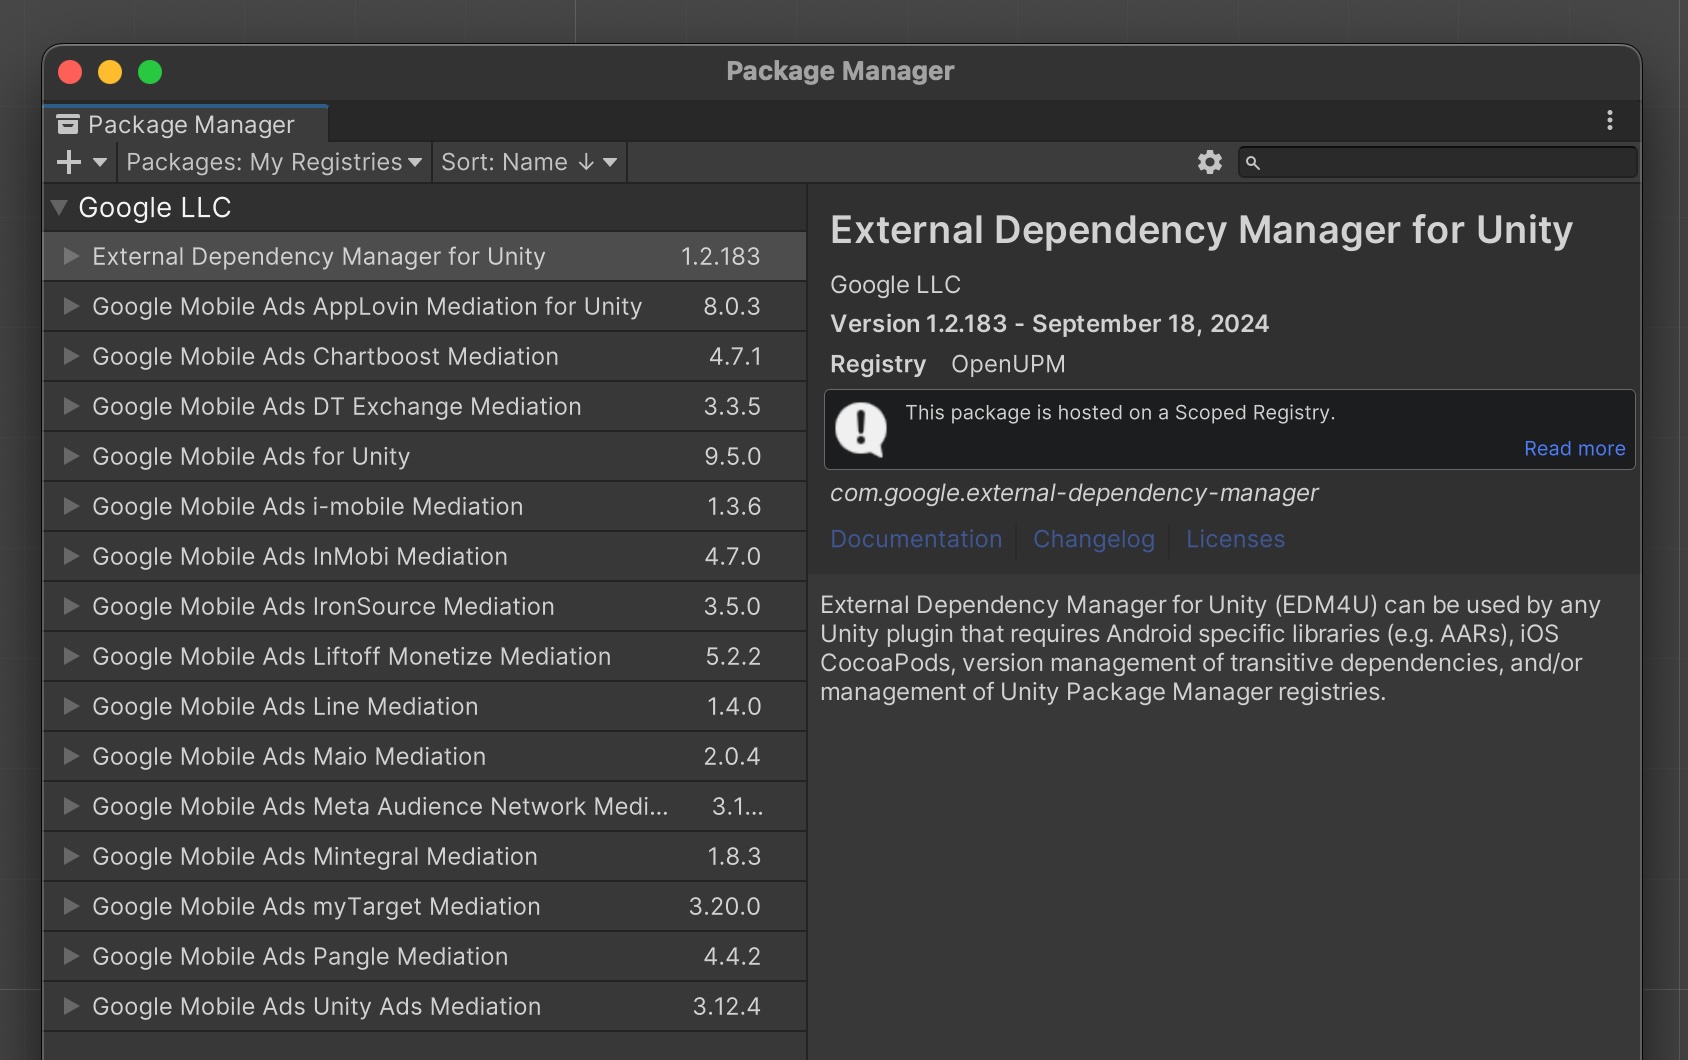 Package Manager
Package Manager
Packages: My Registries
Sort: Name ↓
Google LLC
External Dependency Manager for Unity 1.2.183
Google Mobile Ads AppLovin Mediation for Unity 8.0.3
Google Mobile Ads Chartboost Mediation 4.7.1
Google Mobile Ads DT Exchange Mediation 3.3.5
Google Mobile Ads for Unity 9.5.0
Google Mobile Ads i-mobile Mediation 1.3.6
Google Mobile Ads InMobi Mediation 4.7.0
Google Mobile Ads IronSource Mediation 3.5.0
Google Mobile Ads Liftoff Monetize Mediation 5.2.2
Google Mobile Ads Line Mediation 1.4.0
Google Mobile Ads Maio Mediation 2.0.4
Google Mobile Ads Meta Audience Network Medi... 3.1...
Google Mobile Ads Mintegral Mediation 1.8.3
Google Mobile Ads myTarget Mediation 3.20.0
Google Mobile Ads Pangle Mediation 4.4.2
Google Mobile Ads Unity Ads Mediation 3.12.4
External Dependency Manager for Unity
Google LLC
Version 1.2.183 - September 18, 2024
Registry OpenUPM
This package is hosted on a Scoped Registry.
Read more
com.google.external-dependency-manager
Documentation Changelog Licenses
External Dependency Manager for Unity (EDM4U) can be used by any
Unity plugin that requires Android specific libraries (e.g. AARs), iOS
CocoaPods, version management of transitive dependencies, and/or
management of Unity Package Manager registries.